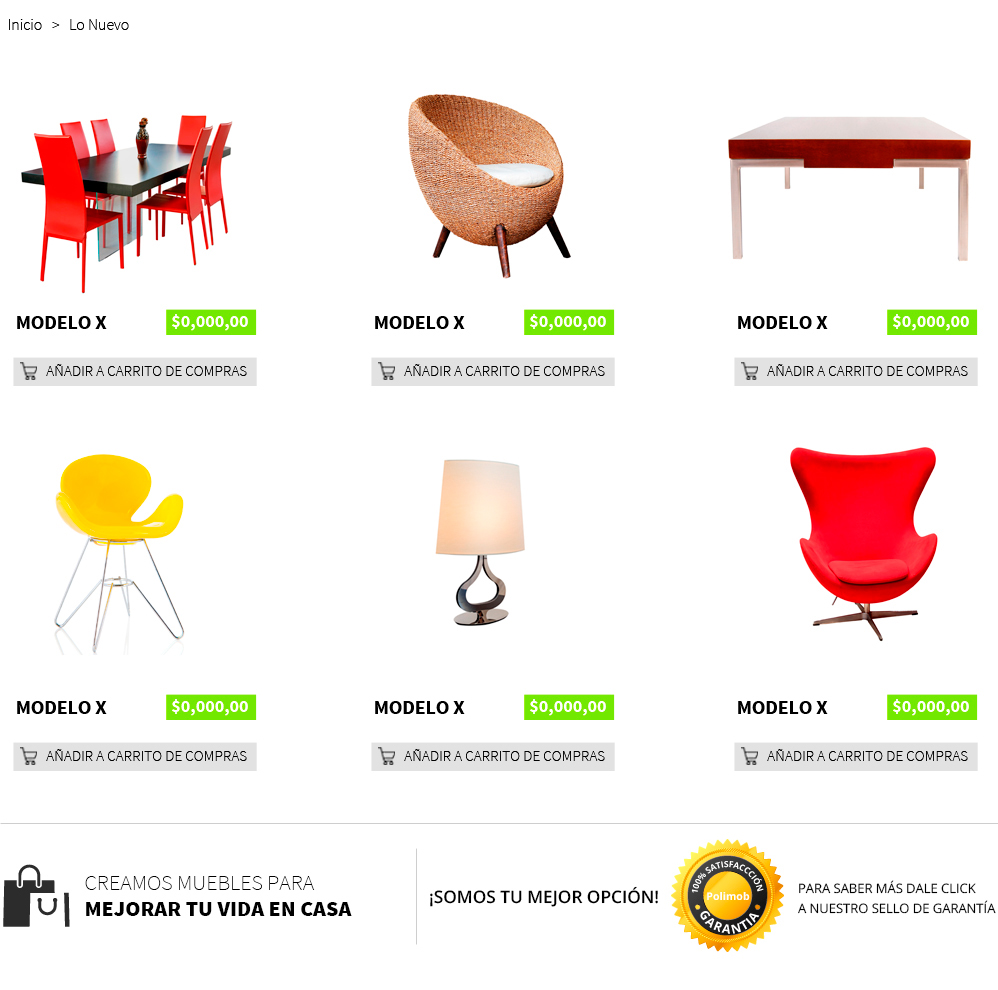 Inicio > Lo Nuevo
MODELO X $0,000,00
MODELO X $0,000,00
MODELO X $0,000,00
AÑADIR A CARRITO DE COMPRAS
AÑADIR A CARRITO DE COMPRAS
AÑADIR A CARRITO DE COMPRAS
MODELO X $0,000,00
MODELO X $0,000,00
MODELO X $0,000,00
AÑADIR A CARRITO DE COMPRAS
AÑADIR A CARRITO DE COMPRAS
AÑADIR A CARRITO DE COMPRAS
CREAMOS MUEBLES PARA
MEJORAR TU VIDA EN CASA
¡SOMOS TU MEJOR OPCIÓN!
100% SATISFACCCIÓN
Polimob
GARANTIA
PARA SABER MÁS DALE CLICK
A NUESTRO SELLO DE GARANTÍA